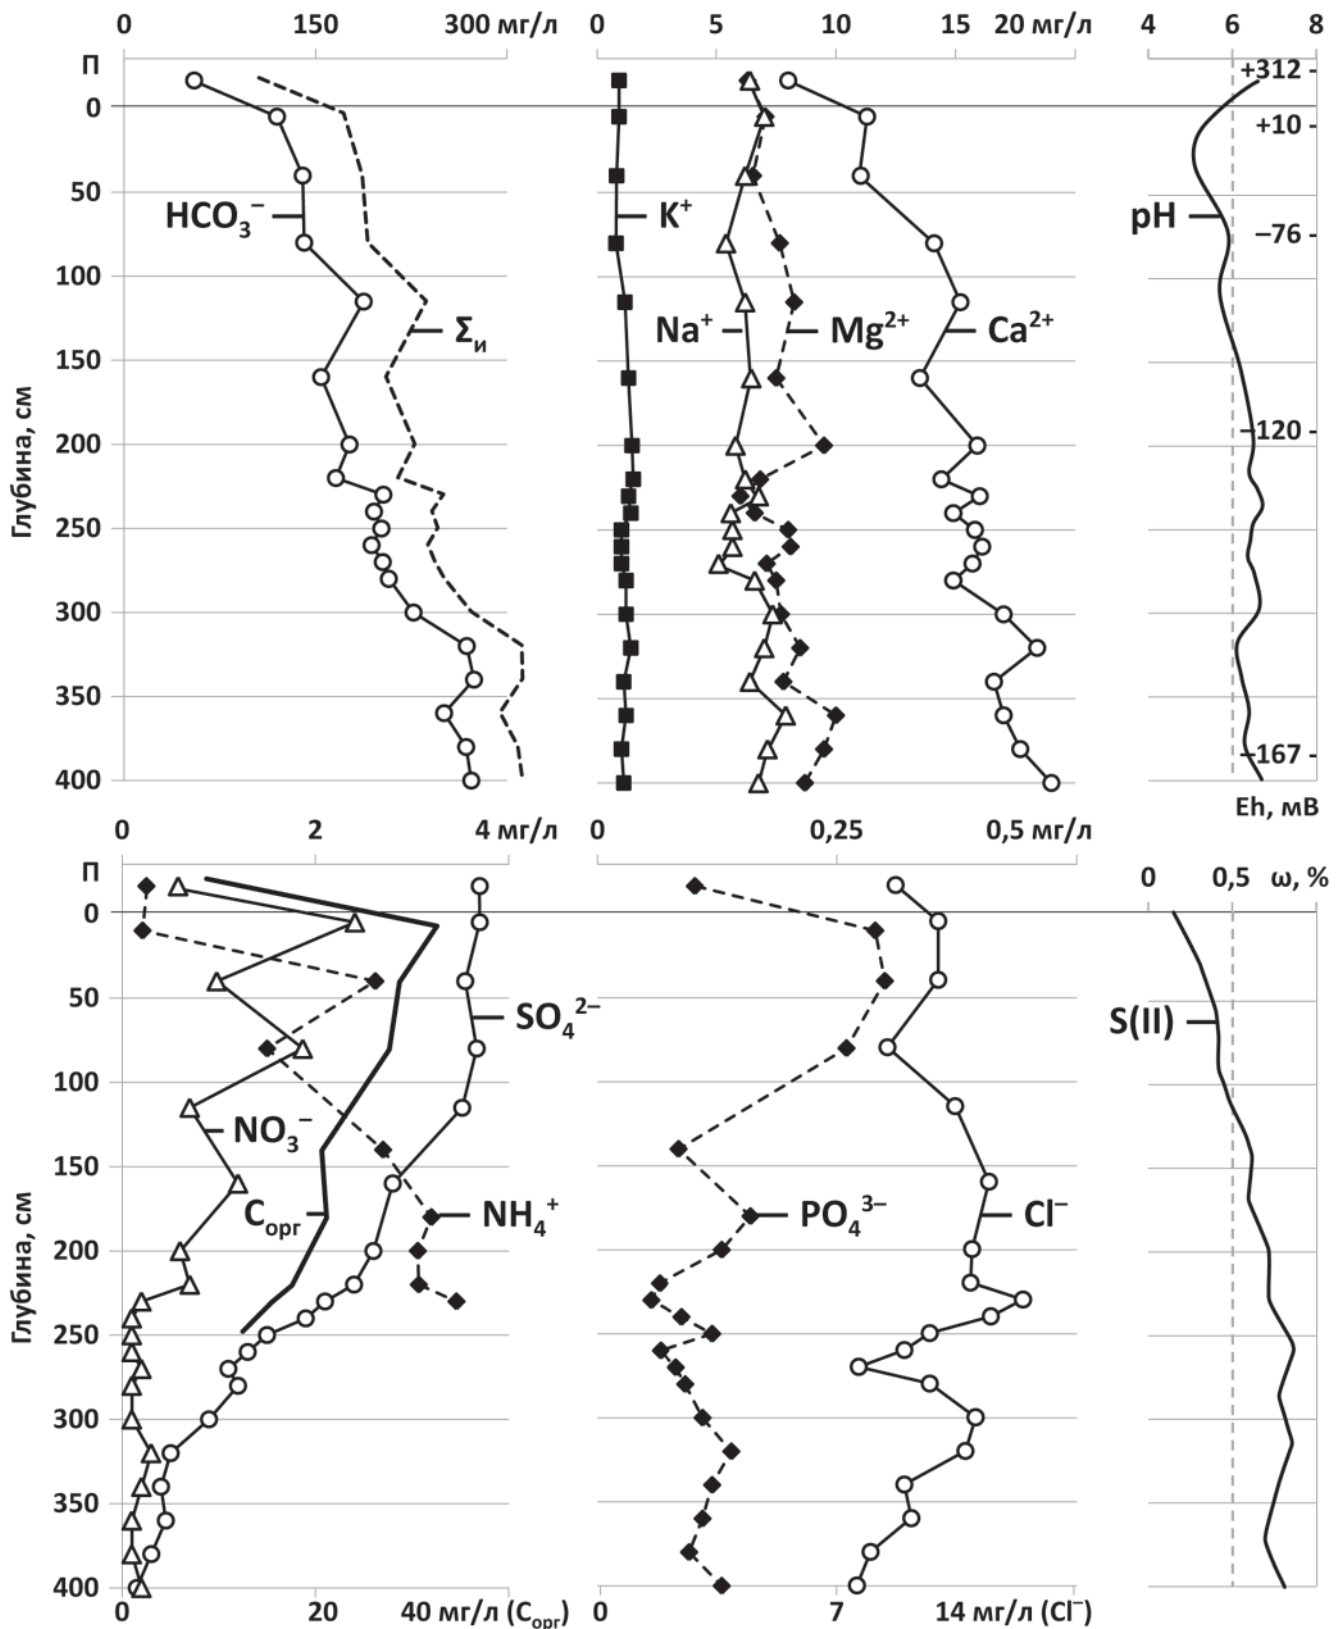 0 150 300 мг/л 0 5 10 15 20 мг/л 4 6 8
П
+312
0
+10
50
HCO₃⁻ K⁺ pH
–76
100
Σи Na⁺ Mg²⁺ Ca²⁺
150
200
–120
Глубина, см
250
300
350
–167
400
Eh, мВ
0 2 4 мг/л 0 0,25 0,5 мг/л
П
0 0,5 ω, %
0
50
SO₄²⁻ S(II)
100
NO₃⁻
150
Cорг NH₄⁺ PO₄³⁻ Cl⁻
200
Глубина, см
250
300
350
400
0 20 40 мг/л (Cорг) 0 7 14 мг/л (Cl⁻)